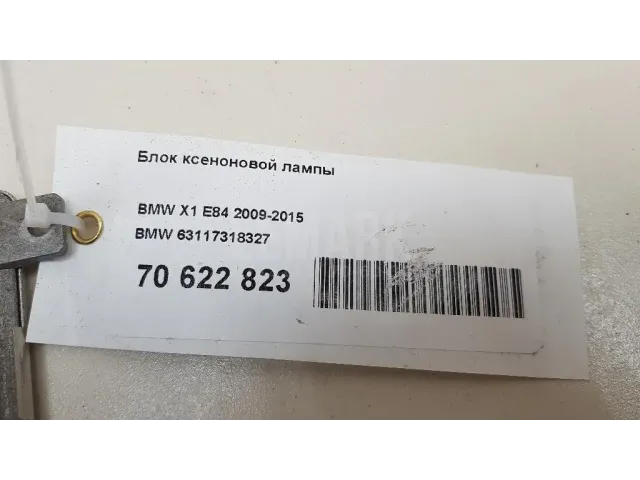 Блок ксеноновой лампы
BMW X1 E84 2009-2015
BMW 63117318327
70 622 823